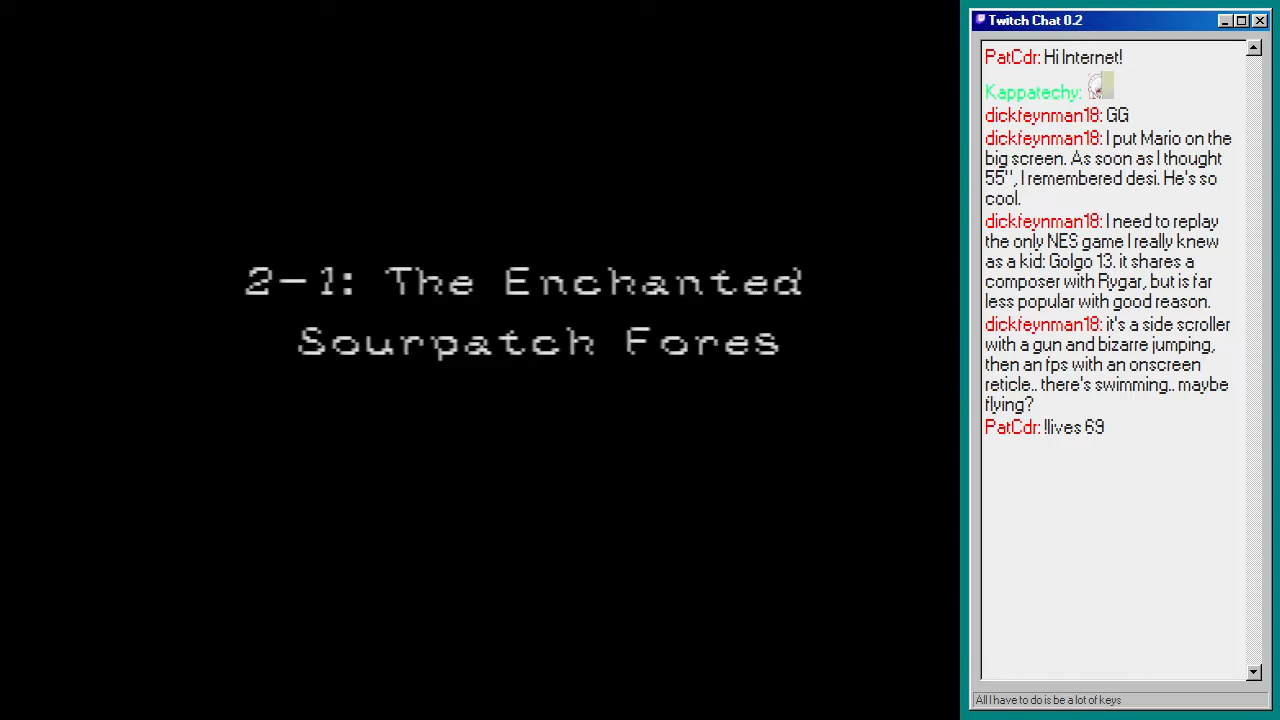 2-1: The Enchanted
Sourpatch Fores
Twitch Chat 0.2
PatCdr: Hi Internet!
Kappatechy:
dickfeynman18: GG
dickfeynman18: I put Mario on the
big screen. As soon as I thought
55", I remembered desi. He's so
cool.
dickfeynman18: I need to replay
the only NES game I really knew
as a kid: Golgo 13. it shares a
composer with Rygar, but is far
less popular with good reason.
dickfeynman18: it's a side scroller
with a gun and bizarre jumping,
then an fps with an onscreen
reticle.. there's swimming.. maybe
flying?
PatCdr: !lives 69
All I have to do is be a lot of keys